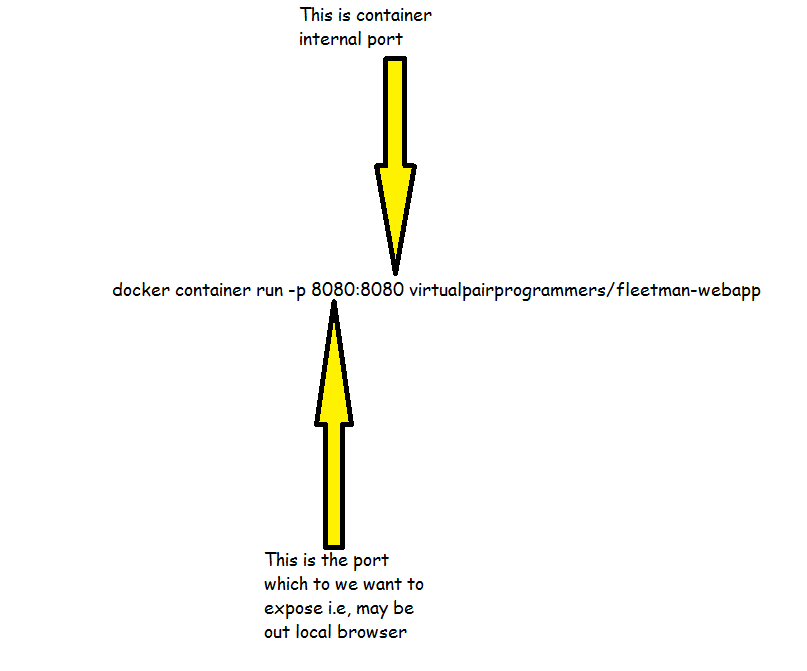 This is container
internal port
docker container run -p 8080:8080 virtualpairprogrammers/fleetman-webapp
This is the port
which to we want to
expose i.e, may be
out local browser